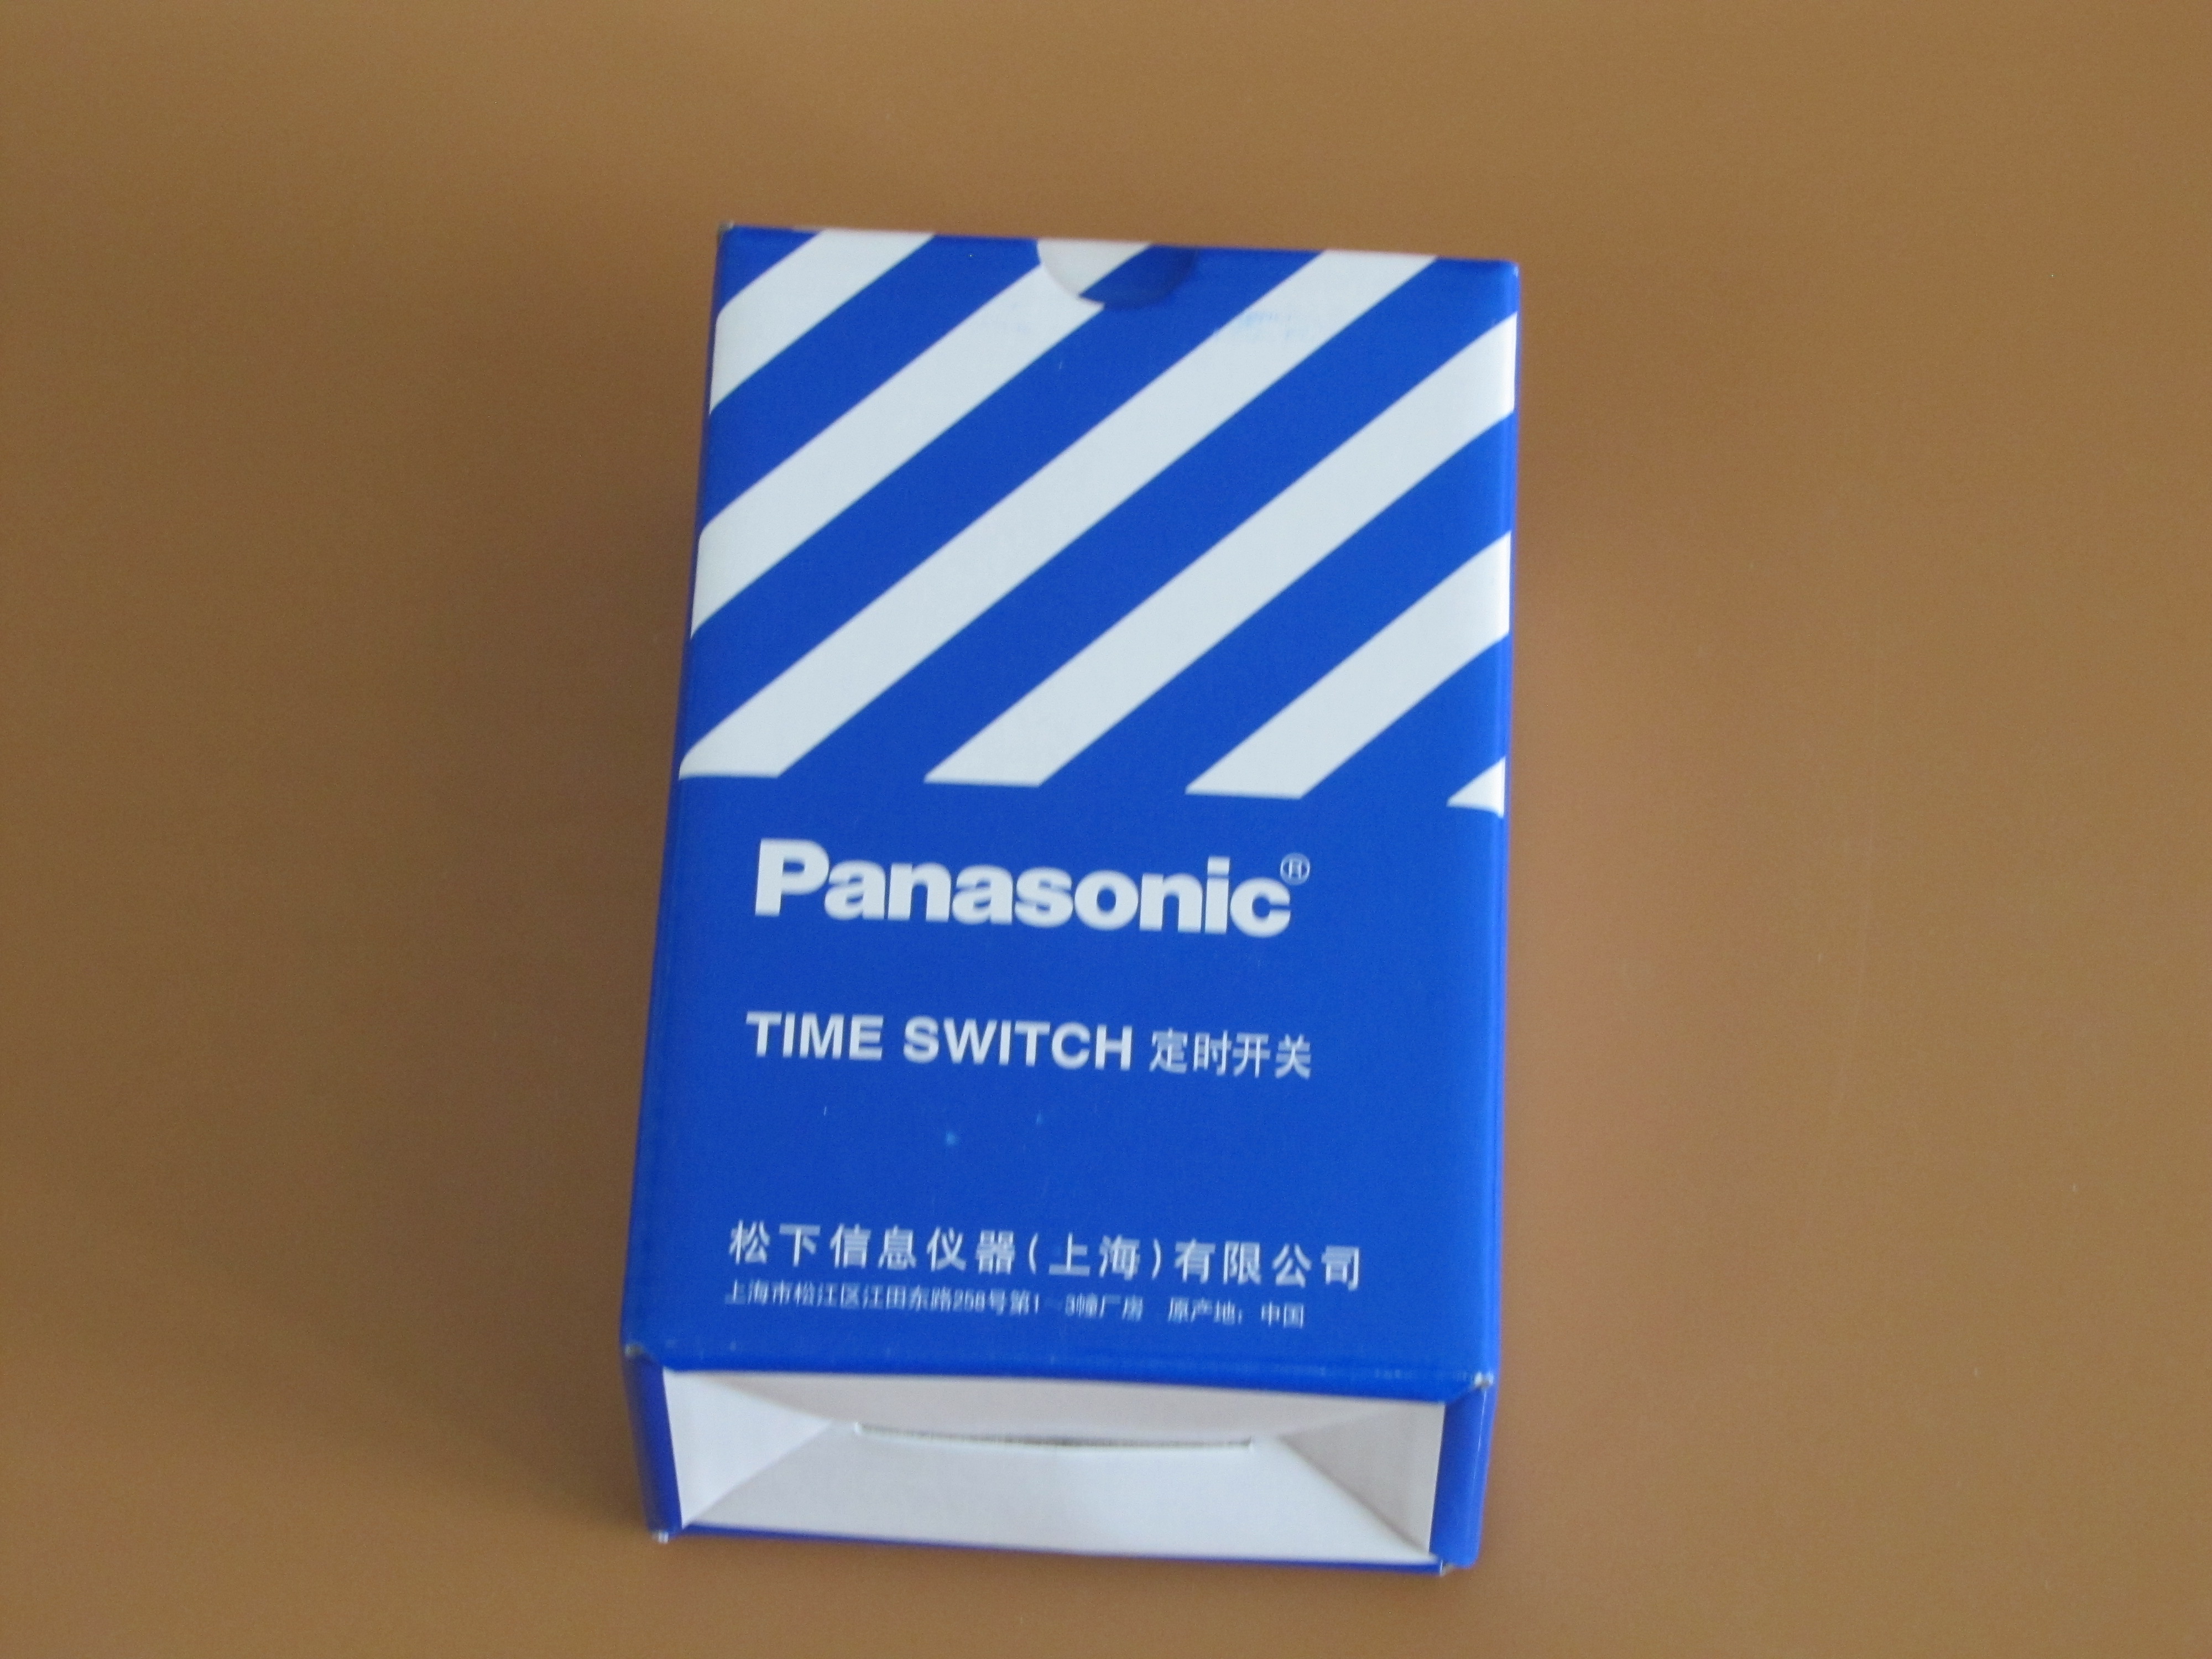 Panasonic®
TIME SWITCH 定时开关
松下信息仪器(上海)有限公司
上海市松江区江田东路258号第1~3幢厂房 原产地: 中国